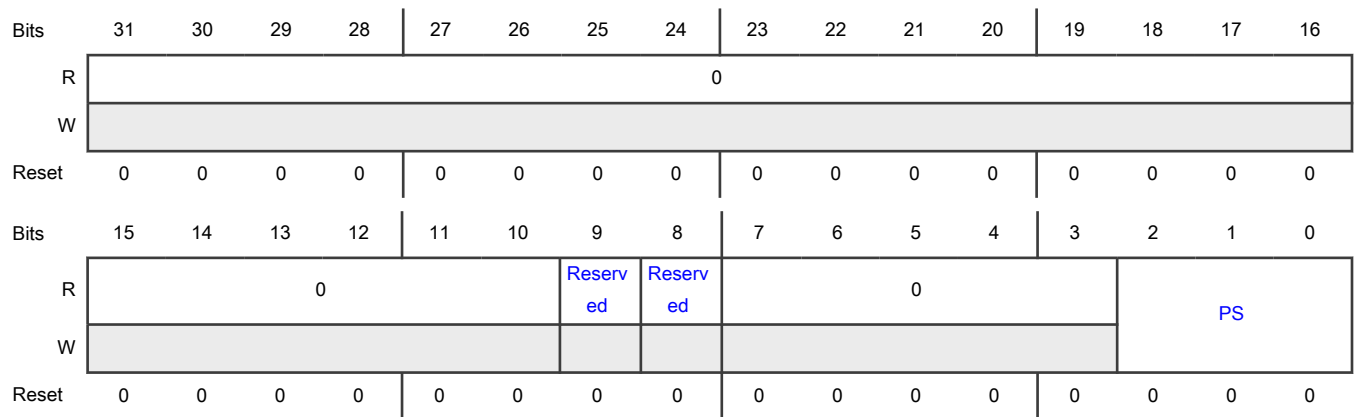 Bits 31 30 29 28 27 26 25 24 23 22 21 20 19 18 17 16
R 0
W
Reset 0 0 0 0 0 0 0 0 0 0 0 0 0 0 0 0
Bits 15 14 13 12 11 10 9 8 7 6 5 4 3 2 1 0
R 0 Reserv Reserv 0 PS
ed ed
W
Reset 0 0 0 0 0 0 0 0 0 0 0 0 0 0 0 0